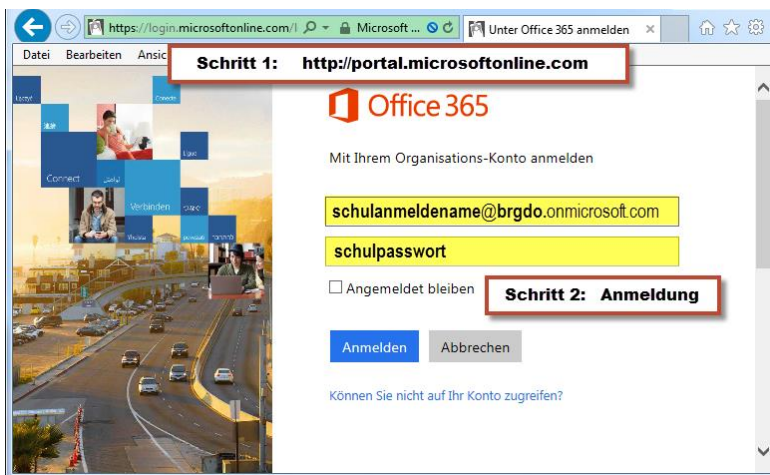 https://login.microsoftonline.com/l
Microsoft ...
Unter Office 365 anmelden
Datei Bearbeiten Ansic
Schritt 1: http://portal.microsoftonline.com
Office 365
Mit Ihrem Organisations-Konto anmelden
schulanmeldename@brgdo.onmicrosoft.com
schulpasswort
Angemeldet bleiben
Schritt 2: Anmeldung
Anmelden Abbrechen
Können Sie nicht auf Ihr Konto zugreifen?
Connect
Verbinden